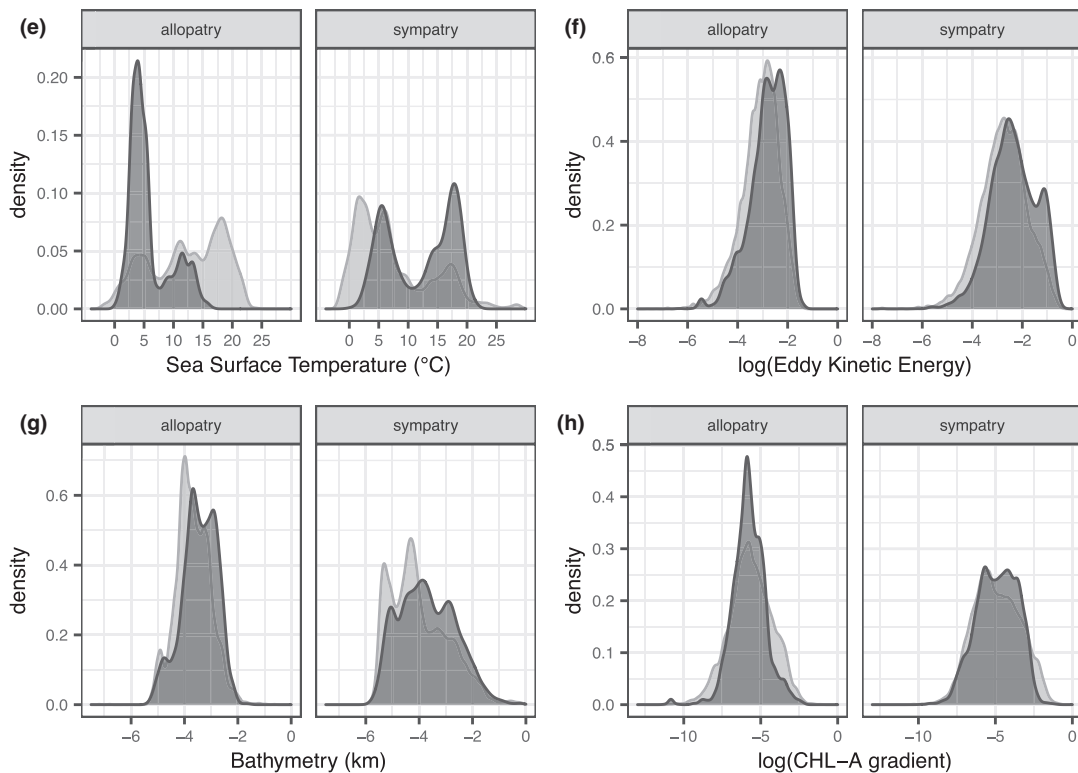 (e)
allopatry
sympatry
density
0.20
0.15
0.10
0.05
0.00
0 5 10 15 20 25
0 5 10 15 20 25
Sea Surface Temperature (°C)
(f)
allopatry
sympatry
density
0.6
0.4
0.2
0.0
−8 −6 −4 −2 0
−8 −6 −4 −2 0
log(Eddy Kinetic Energy)
(g)
allopatry
sympatry
density
0.6
0.4
0.2
0.0
−6 −4 −2 0
−6 −4 −2 0
Bathymetry (km)
(h)
allopatry
sympatry
density
0.5
0.4
0.3
0.2
0.1
0.0
−10 −5 0
−10 −5 0
log(CHL−A gradient)